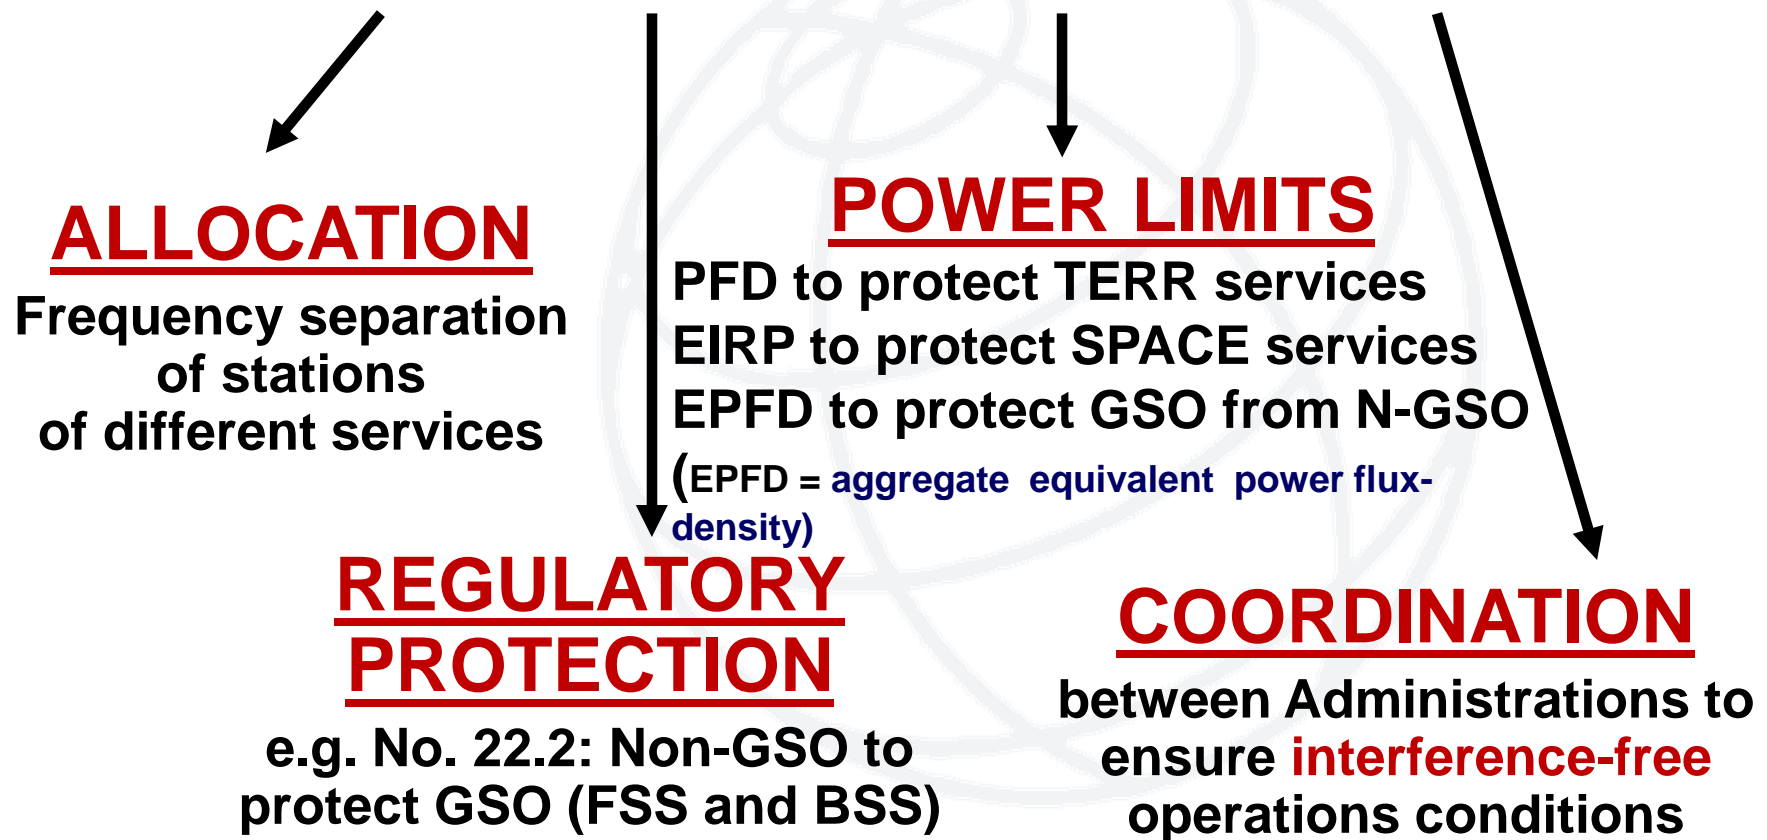 ALLOCATION
Frequency separation
of stations
of different services
POWER LIMITS
PFD to protect TERR services
EIRP to protect SPACE services
EPFD to protect GSO from N-GSO
(EPFD = aggregate equivalent power flux-
density)
REGULATORY
PROTECTION
e.g. No. 22.2: Non-GSO to
protect GSO (FSS and BSS)
COORDINATION
between Administrations to
ensure interference-free
operations conditions